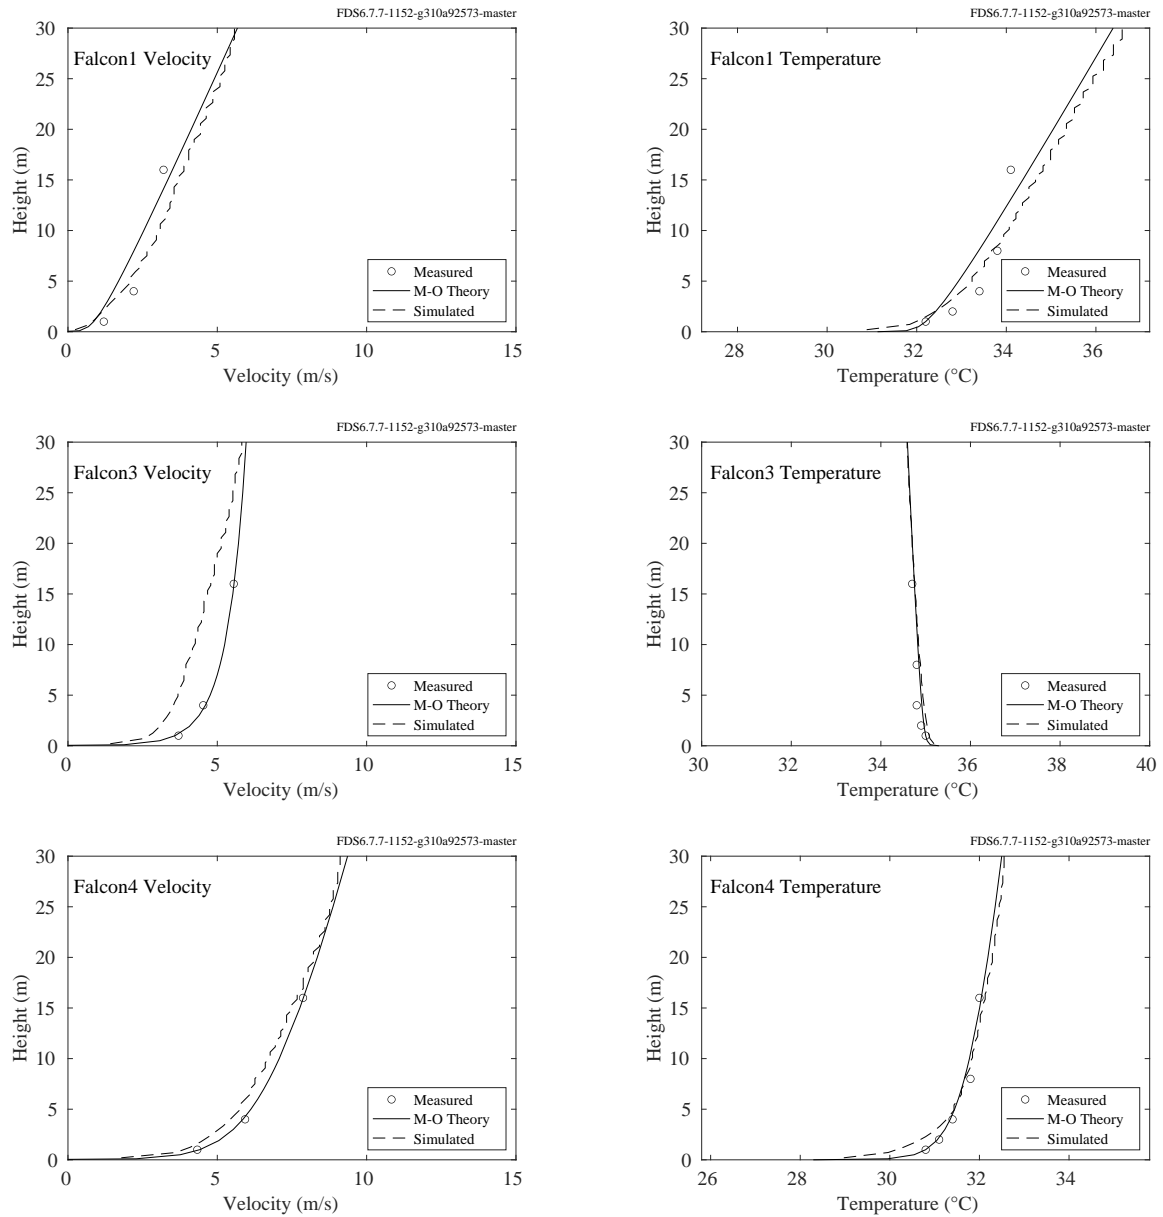 FDS6.7.7-1152-g310a92573-master
Falcon1 Velocity
30
25
20
15
10
5
0
Height (m)
Measured
M-O Theory
Simulated
0 5 10 15
Velocity (m/s)
FDS6.7.7-1152-g310a92573-master
Falcon1 Temperature
30
25
20
15
10
5
0
Height (m)
Measured
M-O Theory
Simulated
28 30 32 34 36
Temperature (°C)
FDS6.7.7-1152-g310a92573-master
Falcon3 Velocity
30
25
20
15
10
5
0
Height (m)
Measured
M-O Theory
Simulated
0 5 10 15
Velocity (m/s)
FDS6.7.7-1152-g310a92573-master
Falcon3 Temperature
30
25
20
15
10
5
0
Height (m)
Measured
M-O Theory
Simulated
30 32 34 36 38 40
Temperature (°C)
FDS6.7.7-1152-g310a92573-master
Falcon4 Velocity
30
25
20
15
10
5
0
Height (m)
Measured
M-O Theory
Simulated
0 5 10 15
Velocity (m/s)
FDS6.7.7-1152-g310a92573-master
Falcon4 Temperature
30
25
20
15
10
5
0
Height (m)
Measured
M-O Theory
Simulated
26 28 30 32 34
Temperature (°C)